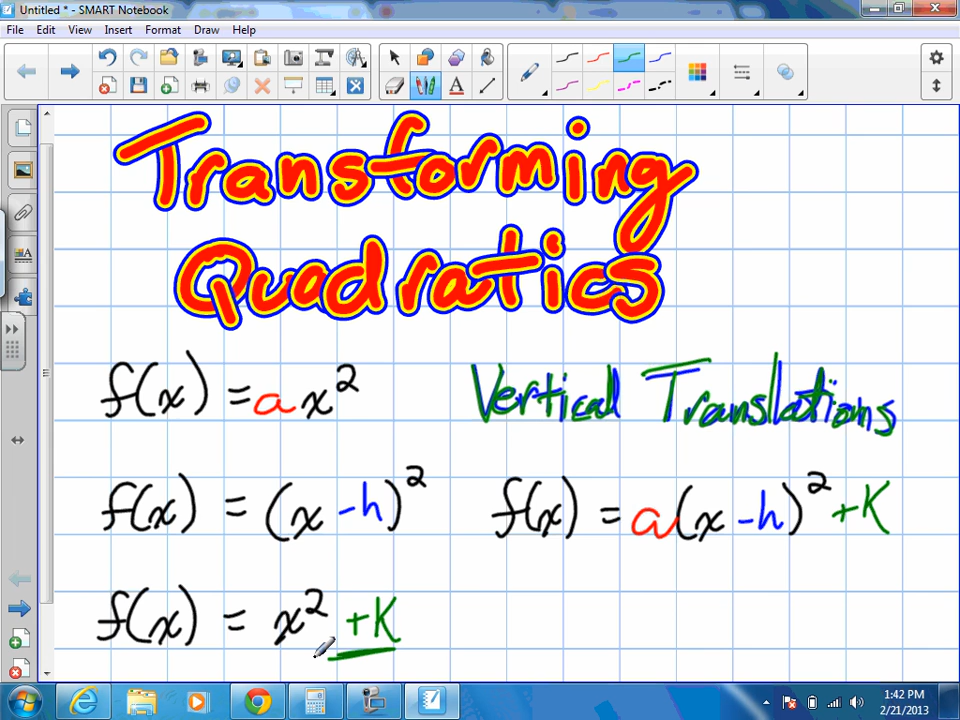 Untitled * - SMART Notebook
File Edit View Insert Format Draw Help
Transforming
Quadratics
f(x) = ax²
Vertical Translations
f(x) = (x - h)²
f(x) = a(x - h)² + K
f(x) = x² + K
1:42 PM
2/21/2013